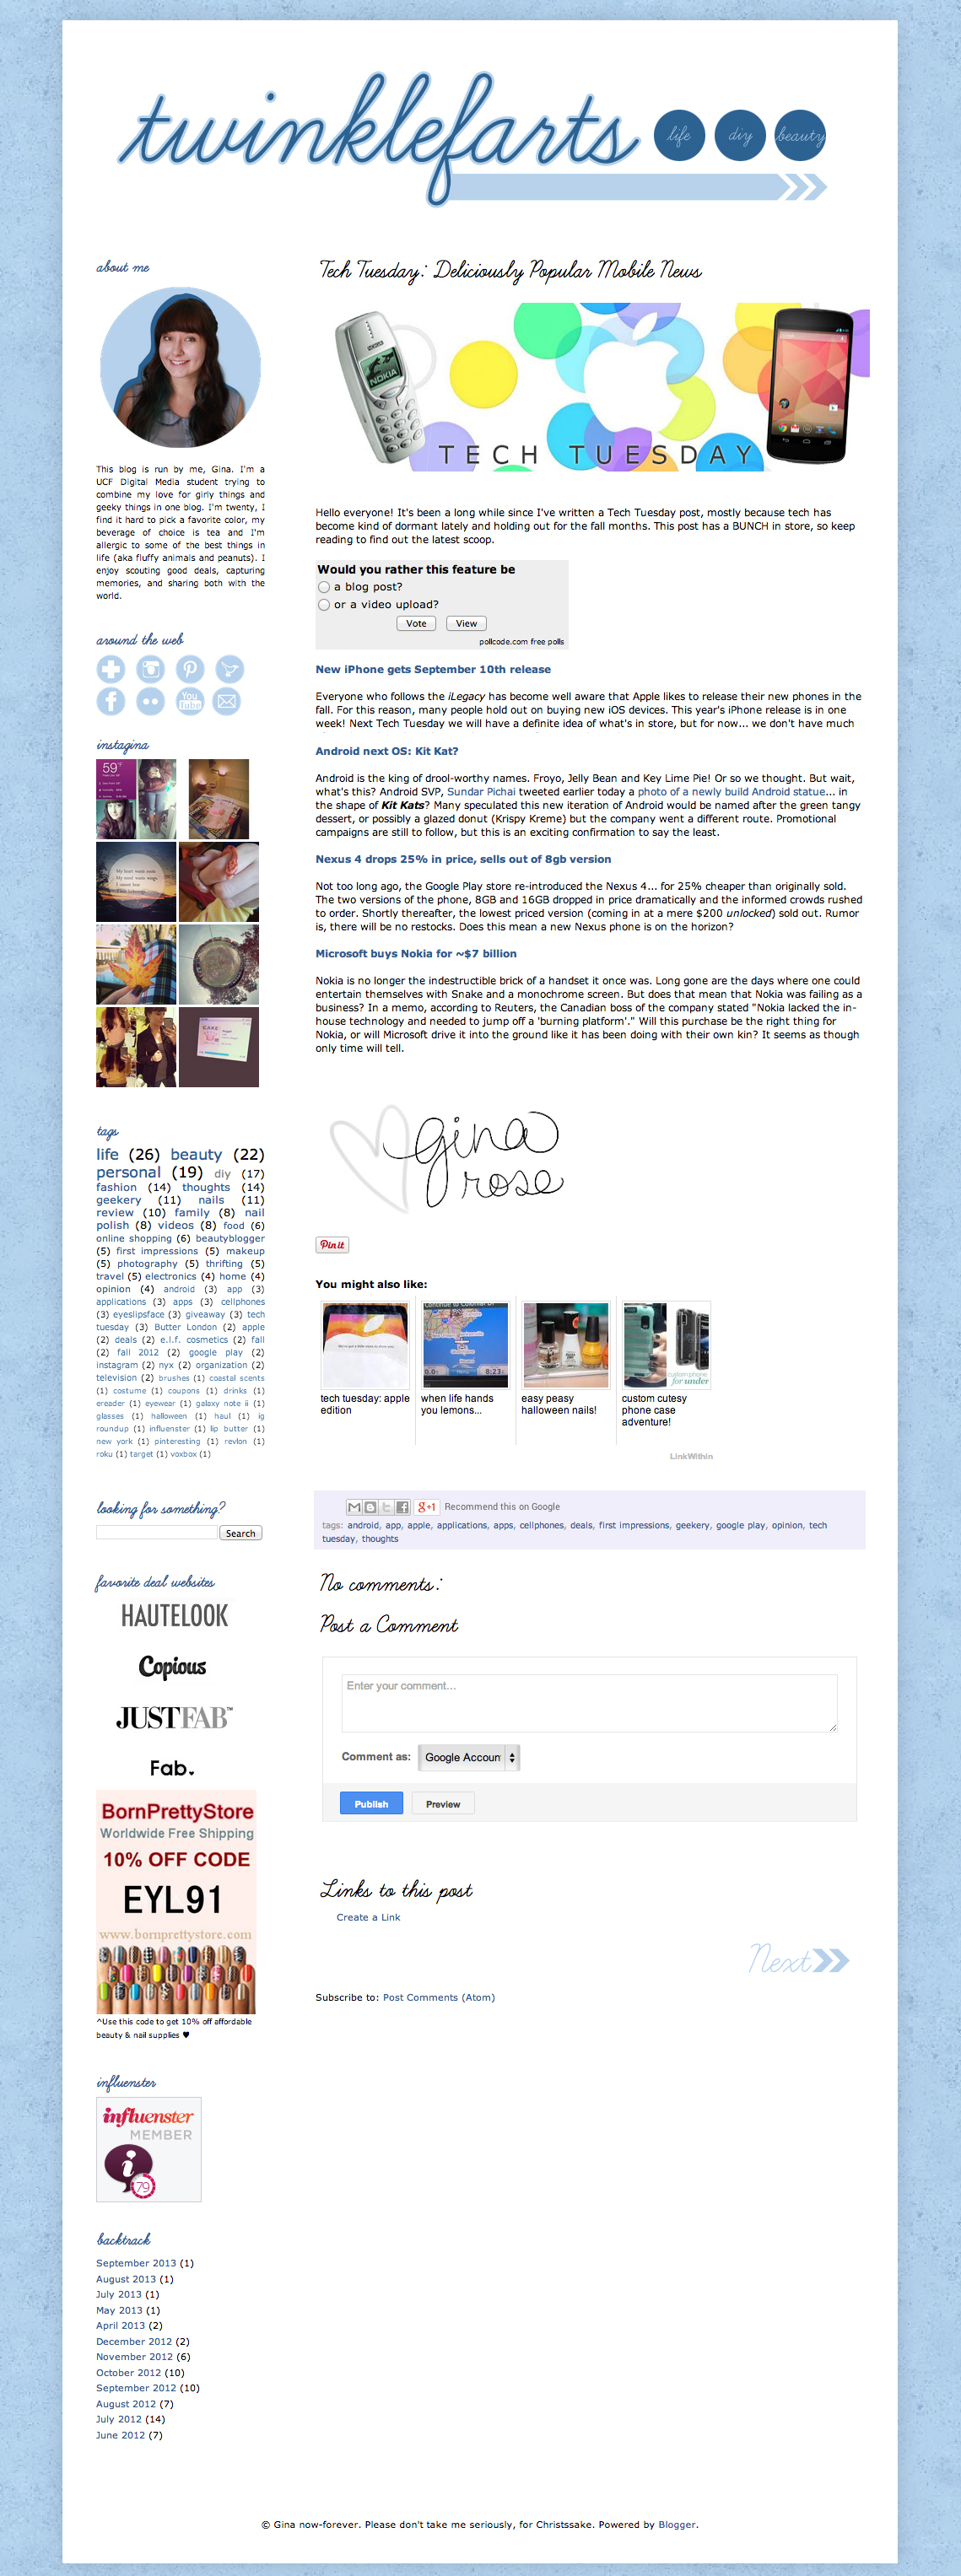 twinklefarts
life
diy
beauty
about me
This blog is run by me, Gina. I'm a
UCF Digital Media student trying to
combine my love for girly things and
geeky things in one blog. I'm twenty, I
find it hard to pick a favorite color, my
beverage of choice is tea and I'm
allergic to some of the best things in
life (aka fluffy animals and peanuts). I
enjoy scouting good deals, capturing
memories, and sharing both with the
world.
around the web
You
Tube
instagina
59°
My heart wants roots
My mind wants wings
tags
life (26) beauty (22)
personal (19) diy (17)
fashion (14) thoughts (14)
geekery (11) nails (11)
review (10) family (8) nail
polish (8) videos (8) food (6)
online shopping (6) beautyblogger
(5) first impressions (5) makeup
(5) photography (5) thrifting (5)
travel (5) electronics (4) home (4)
opinion (4) android (3) app (3)
applications (3) apps (3) cellphones
(3) eyeslipsface (3) giveaway (3) tech
tuesday (3) Butter London (2) apple
(2) deals (2) e.l.f. cosmetics (2) fall
(2) fall 2012 (2) google play (2)
instagram (2) nyx (2) organization (2)
television (2) brushes (1) coastal scents
(1) costume (1) coupons (1) drinks (1)
ereader (1) eyewear (1) galaxy note ii (1)
glasses (1) halloween (1) haul (1) ig
roundup (1) influenster (1) lip butter (1)
new york (1) pinteresting (1) revlon (1)
roku (1) target (1) voxbox (1)
looking for something?
Search
favorite deal websites
HAUTELOOK
Copious
JUSTFAB™
Fab.
BornPrettyStore
Worldwide Free Shipping
10% OFF CODE
EYL91
www.bornprettystore.com
^Use this code to get 10% off affordable
beauty & nail supplies ♥
influenster
influenster
MEMBER
i
79
backtrack
September 2013 (1)
August 2013 (1)
July 2013 (1)
May 2013 (1)
April 2013 (2)
December 2012 (2)
November 2012 (6)
October 2012 (10)
September 2012 (10)
August 2012 (7)
July 2012 (14)
June 2012 (7)
Tech Tuesday: Deliciously Popular Mobile News
NOKIA
NOKIA
TECH TUESDAY
Hello everyone! It's been a long while since I've written a Tech Tuesday post, mostly because tech has
become kind of dormant lately and holding out for the fall months. This post has a BUNCH in store, so keep
reading to find out the latest scoop.
Would you rather this feature be
a blog post?
or a video upload?
Vote View
pollcode.com free polls
New iPhone gets September 10th release
Everyone who follows the iLegacy has become well aware that Apple likes to release their new phones in the
fall. For this reason, many people hold out on buying new iOS devices. This year's iPhone release is in one
week! Next Tech Tuesday we will have a definite idea of what's in store, but for now... we don't have much
Android next OS: Kit Kat?
Android is the king of drool-worthy names. Froyo, Jelly Bean and Key Lime Pie! Or so we thought. But wait,
what's this? Android SVP, Sundar Pichai tweeted earlier today a photo of a newly build Android statue... in
the shape of Kit Kats? Many speculated this new iteration of Android would be named after the green tangy
dessert, or possibly a glazed donut (Krispy Kreme) but the company went a different route. Promotional
campaigns are still to follow, but this is an exciting confirmation to say the least.
Nexus 4 drops 25% in price, sells out of 8gb version
Not too long ago, the Google Play store re-introduced the Nexus 4... for 25% cheaper than originally sold.
The two versions of the phone, 8GB and 16GB dropped in price dramatically and the informed crowds rushed
to order. Shortly thereafter, the lowest priced version (coming in at a mere $200 unlocked) sold out. Rumor
is, there will be no restocks. Does this mean a new Nexus phone is on the horizon?
Microsoft buys Nokia for ~$7 billion
Nokia is no longer the indestructible brick of a handset it once was. Long gone are the days where one could
entertain themselves with Snake and a monochrome screen. But does that mean that Nokia was failing as a
business? In a memo, according to Reuters, the Canadian boss of the company stated "Nokia lacked the in-
house technology and needed to jump off a 'burning platform'." Will this purchase be the right thing for
Nokia, or will Microsoft drive it into the ground like it has been doing with their own kin? It seems as though
only time will tell.
gina
rose
Pin it
You might also like:
tech tuesday: apple
edition
8:23
when life hands
you lemons...
easy peasy
halloween nails!
custom phone
for under
custom cutesy
phone case
adventure!
LinkWithin
g+1 Recommend this on Google
tags: android, app, apple, applications, apps, cellphones, deals, first impressions, geekery, google play, opinion, tech
tuesday, thoughts
No comments:
Post a Comment
Enter your comment...
Comment as: Google Accoun
Publish Preview
Links to this post
Create a Link
Next
Subscribe to: Post Comments (Atom)
© Gina now-forever. Please don't take me seriously, for Christssake. Powered by Blogger.